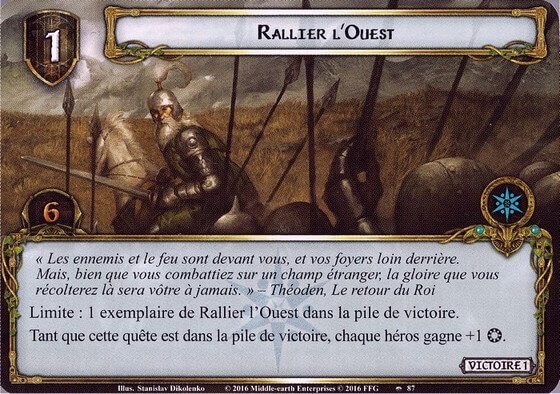 1
Rallier l'Ouest
6
« Les ennemis et le feu sont devant vous, et vos foyers loin derrière.
Mais, bien que vous combattiez sur un champ étranger, la gloire que vous
récolterez là sera vôtre à jamais. » – Théoden, Le retour du Roi
Limite : 1 exemplaire de Rallier l'Ouest dans la pile de victoire.
Tant que cette quête est dans la pile de victoire, chaque héros gagne +1 .
Victoire 1
Illus. Stanislav Dikolenko © 2016 Middle-earth Enterprises © 2016 FFG 87